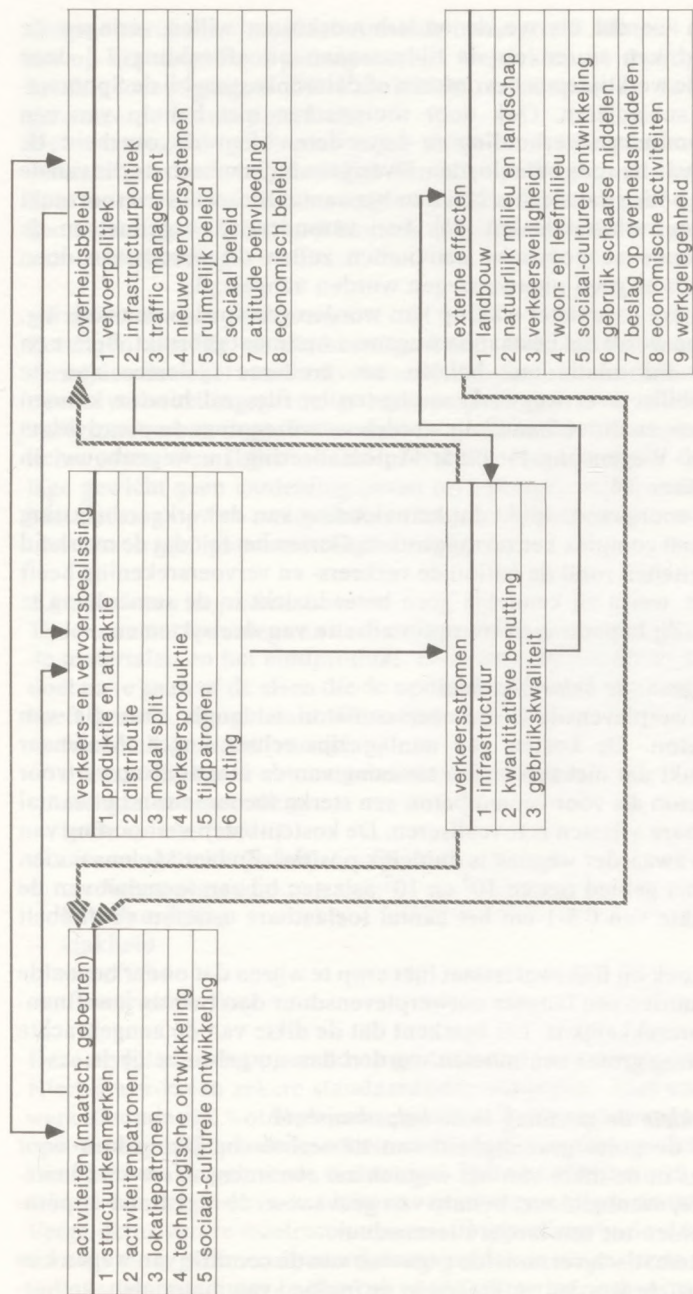 activiteiten (maatsch. gebeuren)
1 structuurkenmerken
2 activiteitenpatronen
3 lokatiepatronen
4 technologische ontwikkeling
5 sociaal-culturele ontwikkeling
verkeers- en vervoerbeslissing
1 produktie en attraktie
2 distributie
3 modal split
4 verkeersproduktie
5 tijdpatronen
6 routing
overheidsbeleid
1 vervoerpolitiek
2 infrastructuurpolitiek
3 traffic management
4 nieuwe vervoersystemen
5 ruimtelijk beleid
6 sociaal beleid
7 attitude beinvloeding
8 economisch beleid
verkeersstromen
1 infrastructuur
2 kwantitatieve benutting
3 gebruikskwaliteit
externe effecten
1 landbouw
2 natuurlijk milieu en landschap
3 verkeersveiligheid
4 woon- en leefmilieu
5 sociaal-culturele ontwikkeling
6 gebruik schaarse middelen
7 beslag op overheidsmiddelen
8 economische activiteiten
9 werkgelegenheid